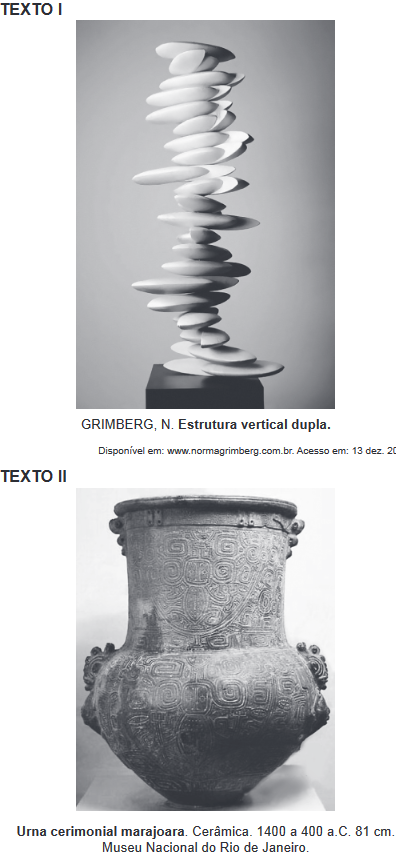 TEXTO I
GRIMBERG, N. Estrutura vertical dupla.
Disponível em: www.normagrimberg.com.br. Acesso em: 13 dez. 20
TEXTO II
Urna cerimonial marajoara. Cerâmica. 1400 a 400 a.C. 81 cm.
Museu Nacional do Rio de Janeiro.